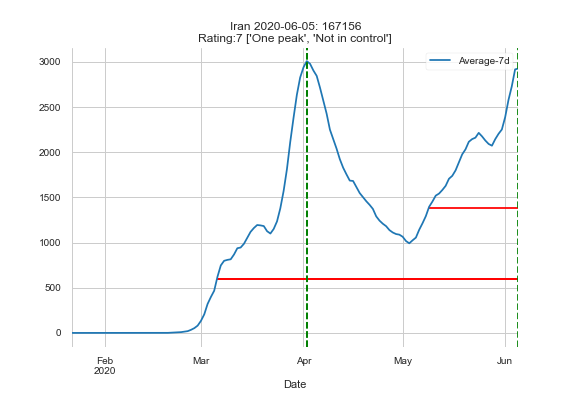 Iran 2020-06-05: 167156
Rating:7 ['One peak', 'Not in control']
Average-7d
3000
2500
2000
1500
1000
500
0
Feb
2020
Mar
Apr
May
Jun
Date